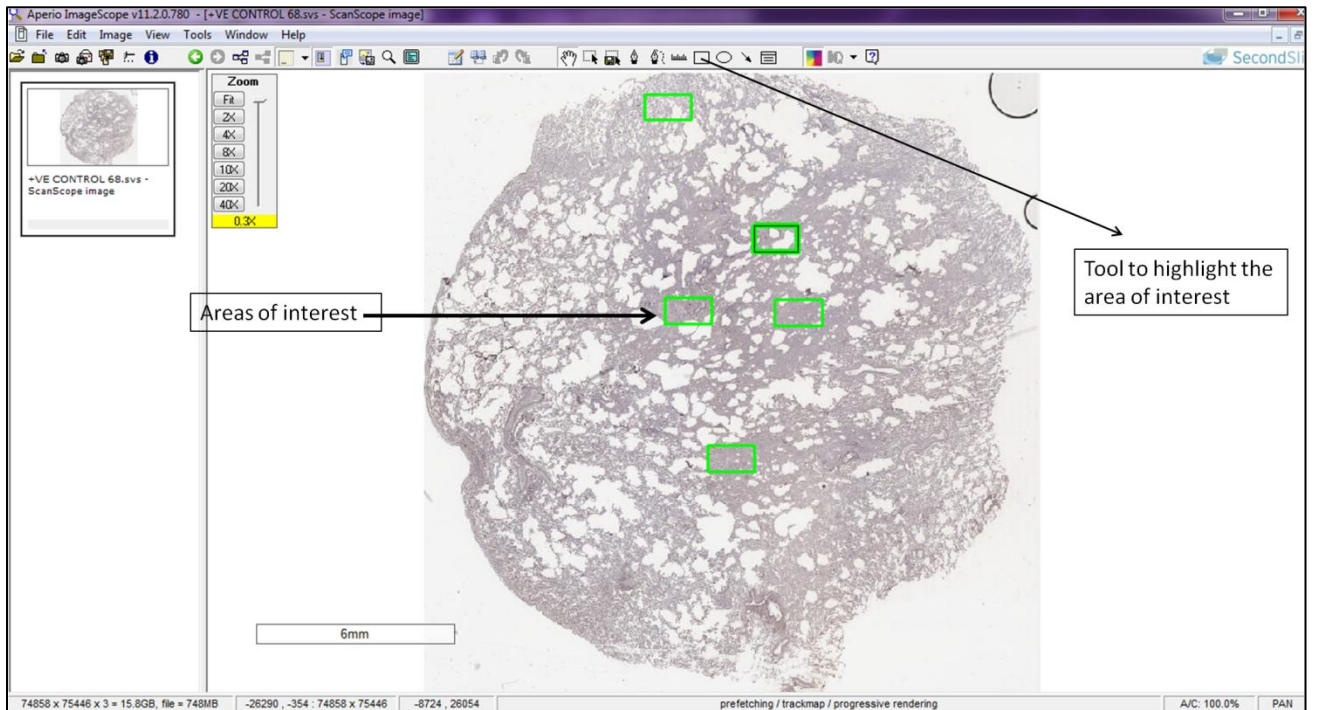 Aperio ImageScope v11.2.0.780 - [+VE CONTROL 68.svs - ScanScope image]
File Edit Image View Tools Window Help
SecondSli
Zoom
Fit
2X
4X
8X
10X
20X
40X
0.3X
+VE CONTROL 68.svs -
ScanScope image
Tool to highlight the
area of interest
Areas of interest
6mm
74858 x 75446 x 3 = 15.8GB, file = 748MB -26290 , -354 : 74858 x 75446 -8724 , 26054 prefetching / trackmap / progressive rendering A/C: 100.0% PAN